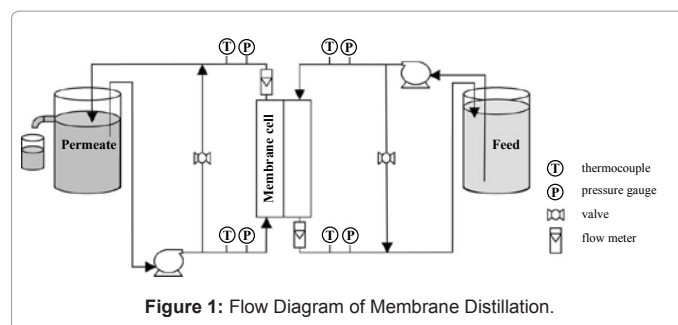 T P T P
Permeate
Membrane cell
Feed
T thermocouple
P pressure gauge
valve
flow meter
T P T P
Figure 1: Flow Diagram of Membrane Distillation.